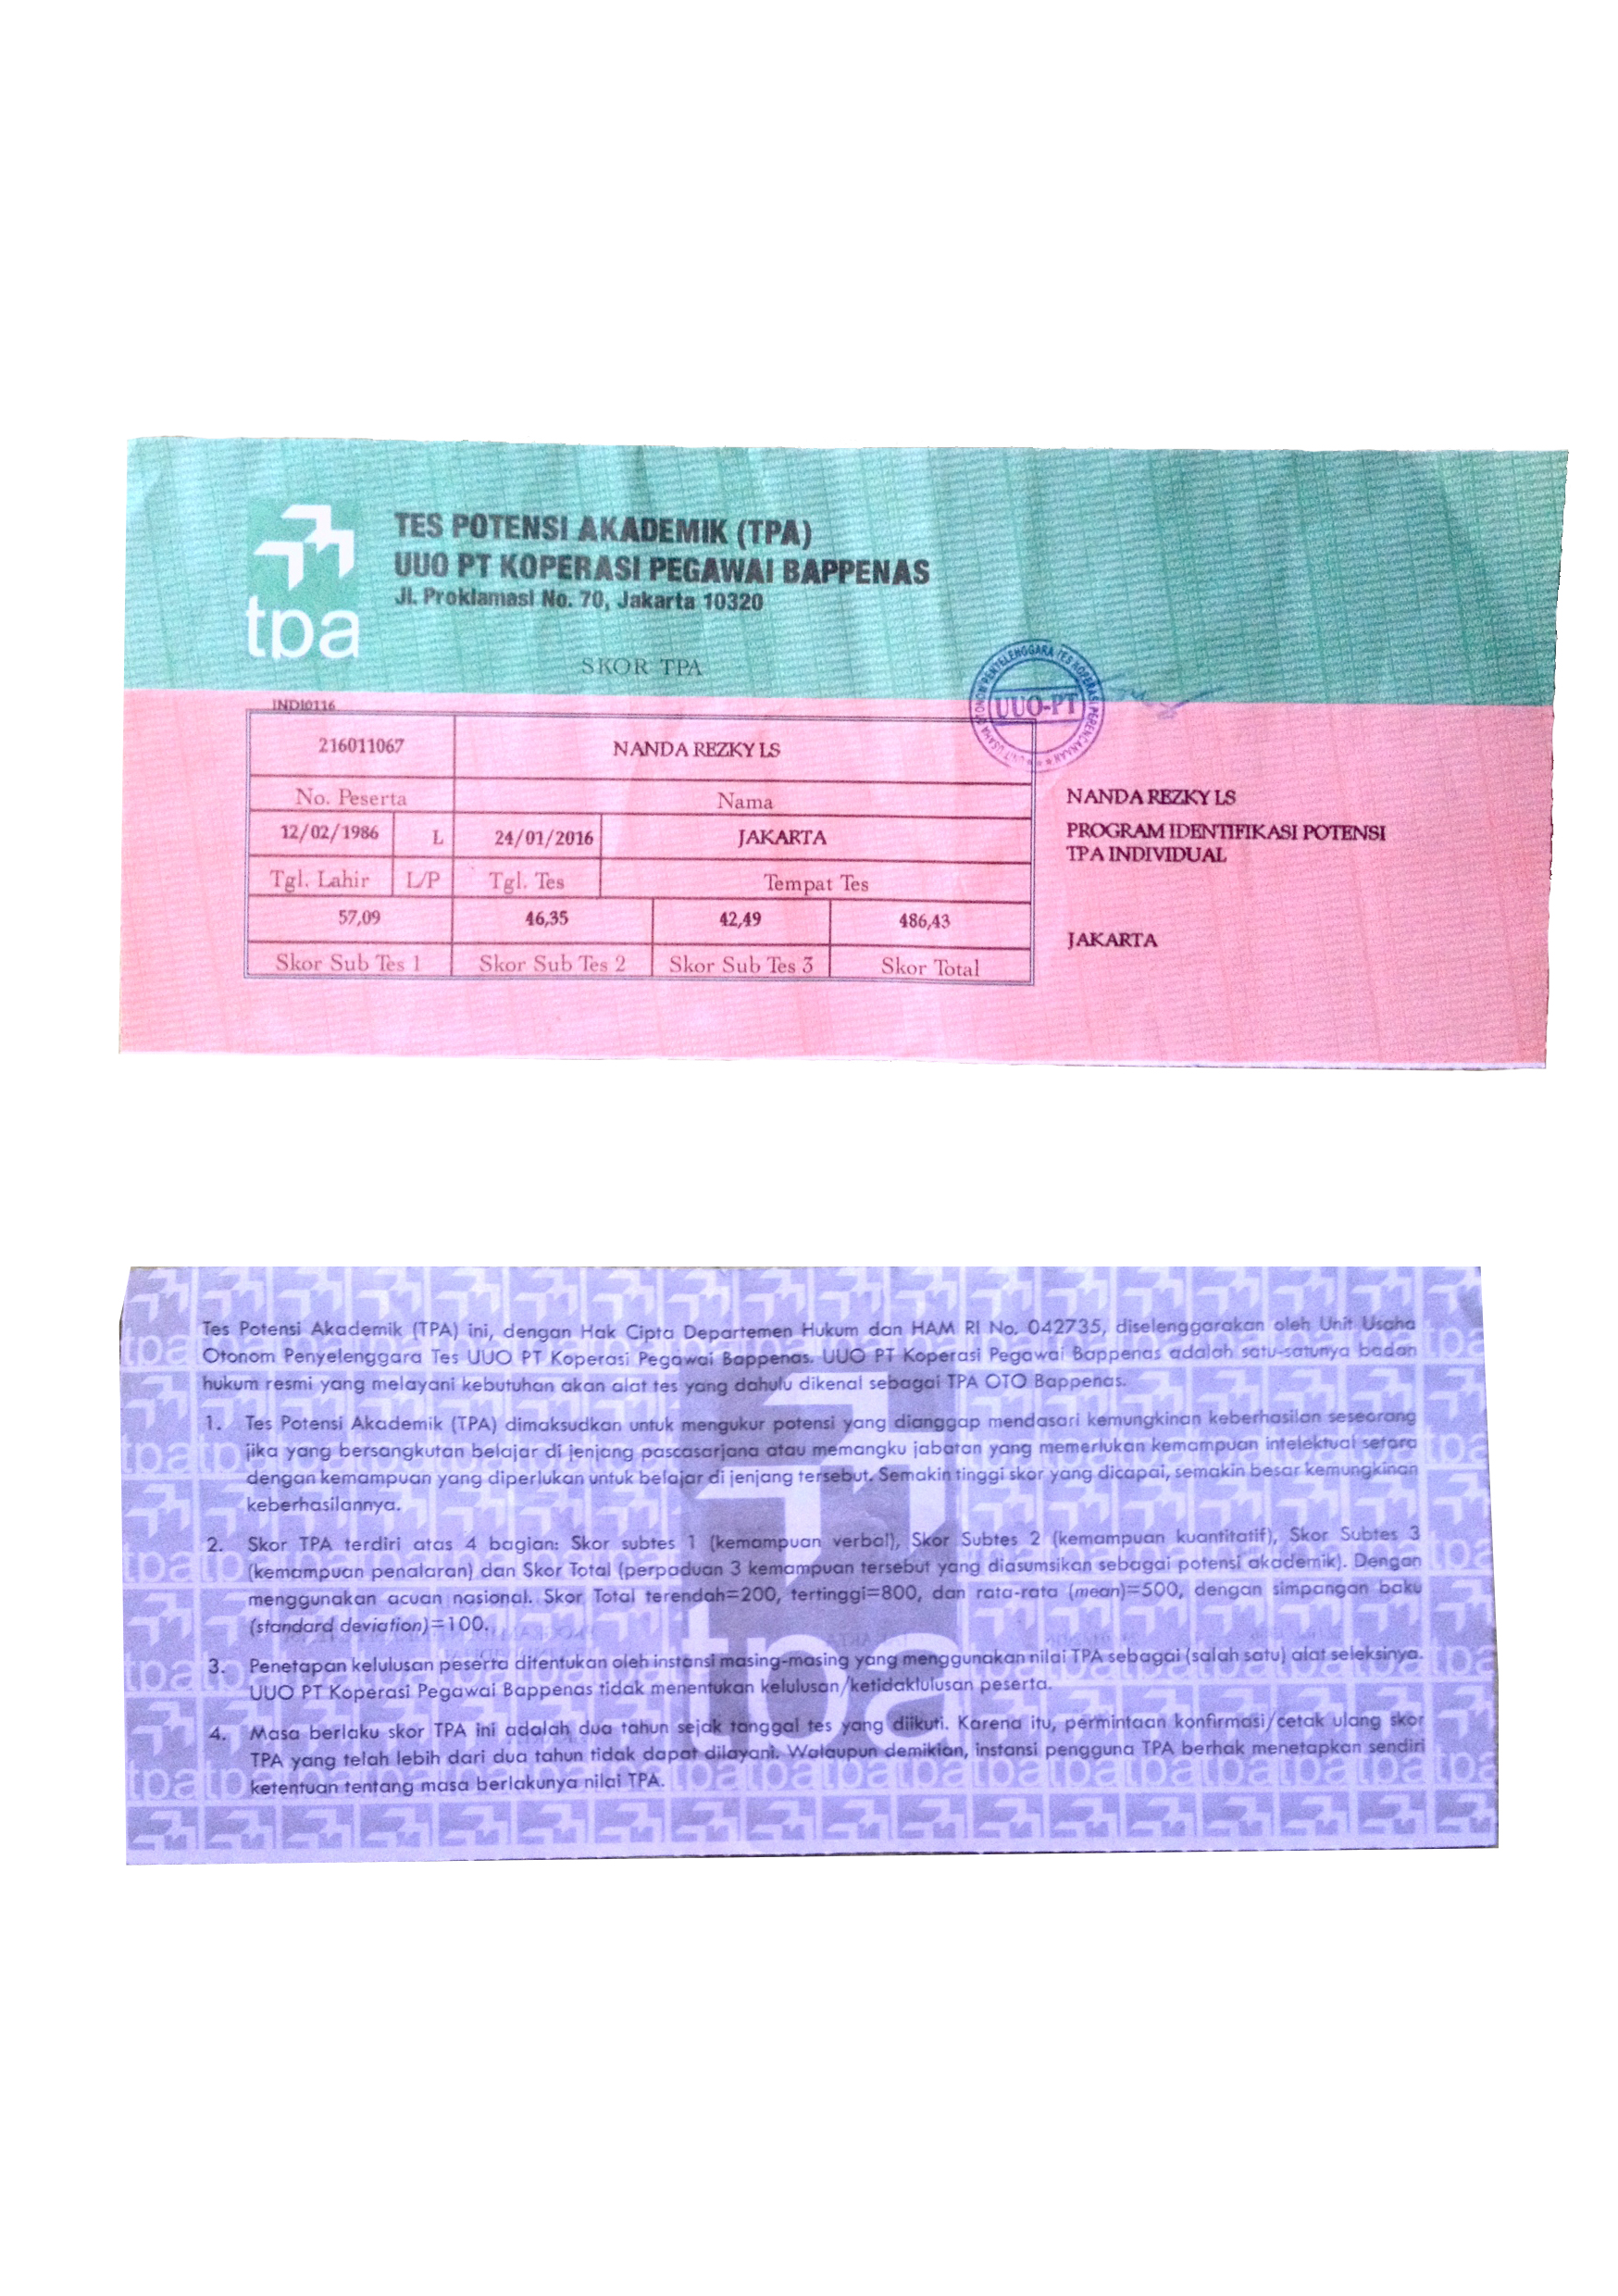 tpa
TES POTENSI AKADEMIK (TPA)
UUO PT KOPERASI PEGAWAI BAPPENAS
Jl. Proklamasi No. 70, Jakarta 10320
SKOR TPA
UNIT USAHA OTONOM PENYELENGGARA TES KOPERASI PERENCANAAN
UUO-PT
INDI0116
216011067 NANDA REZKY LS
No. Peserta Nama
12/02/1986 L 24/01/2016 JAKARTA
Tgl. Lahir L/P Tgl. Tes Tempat Tes
57,09 46,35 42,49 486,43
Skor Sub Tes 1 Skor Sub Tes 2 Skor Sub Tes 3 Skor Total
NANDA REZKY LS
PROGRAM IDENTIFIKASI POTENSI
TPA INDIVIDUAL
JAKARTA
Tes Potensi Akademik (TPA) ini, dengan Hak Cipta Departemen Hukum dan HAM RI No. 042735, diselenggarakan oleh Unit Usaha
Otonom Penyelenggara Tes UUO PT Koperasi Pegawai Bappenas. UUO PT Koperasi Pegawai Bappenas adalah satu-satunya badan
hukum resmi yang melayani kebutuhan akan alat tes yang dahulu dikenal sebagai TPA OTO Bappenas.
1. Tes Potensi Akademik (TPA) dimaksudkan untuk mengukur potensi yang dianggap mendasari kemungkinan keberhasilan seseorang
jika yang bersangkutan belajar di jenjang pascasarjana atau memangku jabatan yang memerlukan kemampuan intelektual setara
dengan kemampuan yang diperlukan untuk belajar di jenjang tersebut. Semakin tinggi skor yang dicapai, semakin besar kemungkinan
keberhasilannya.
2. Skor TPA terdiri atas 4 bagian: Skor subtes 1 (kemampuan verbal), Skor Subtes 2 (kemampuan kuantitatif), Skor Subtes 3
(kemampuan penalaran) dan Skor Total (perpaduan 3 kemampuan tersebut yang diasumsikan sebagai potensi akademik). Dengan
menggunakan acuan nasional. Skor Total terendah=200, tertinggi=800, dan rata-rata (mean)=500, dengan simpangan baku
(standard deviation)=100.
3. Penetapan kelulusan peserta ditentukan oleh instansi masing-masing yang menggunakan nilai TPA sebagai (salah satu) alat seleksinya.
UUO PT Koperasi Pegawai Bappenas tidak menentukan kelulusan/ketidaklulusan peserta.
4. Masa berlaku skor TPA ini adalah dua tahun sejak tanggal tes yang diikuti. Karena itu, permintaan konfirmasi/cetak ulang skor
TPA yang telah lebih dari dua tahun tidak dapat dilayani. Walaupun demikian, instansi pengguna TPA berhak menetapkan sendiri
ketentuan tentang masa berlakunya nilai TPA.
tpa